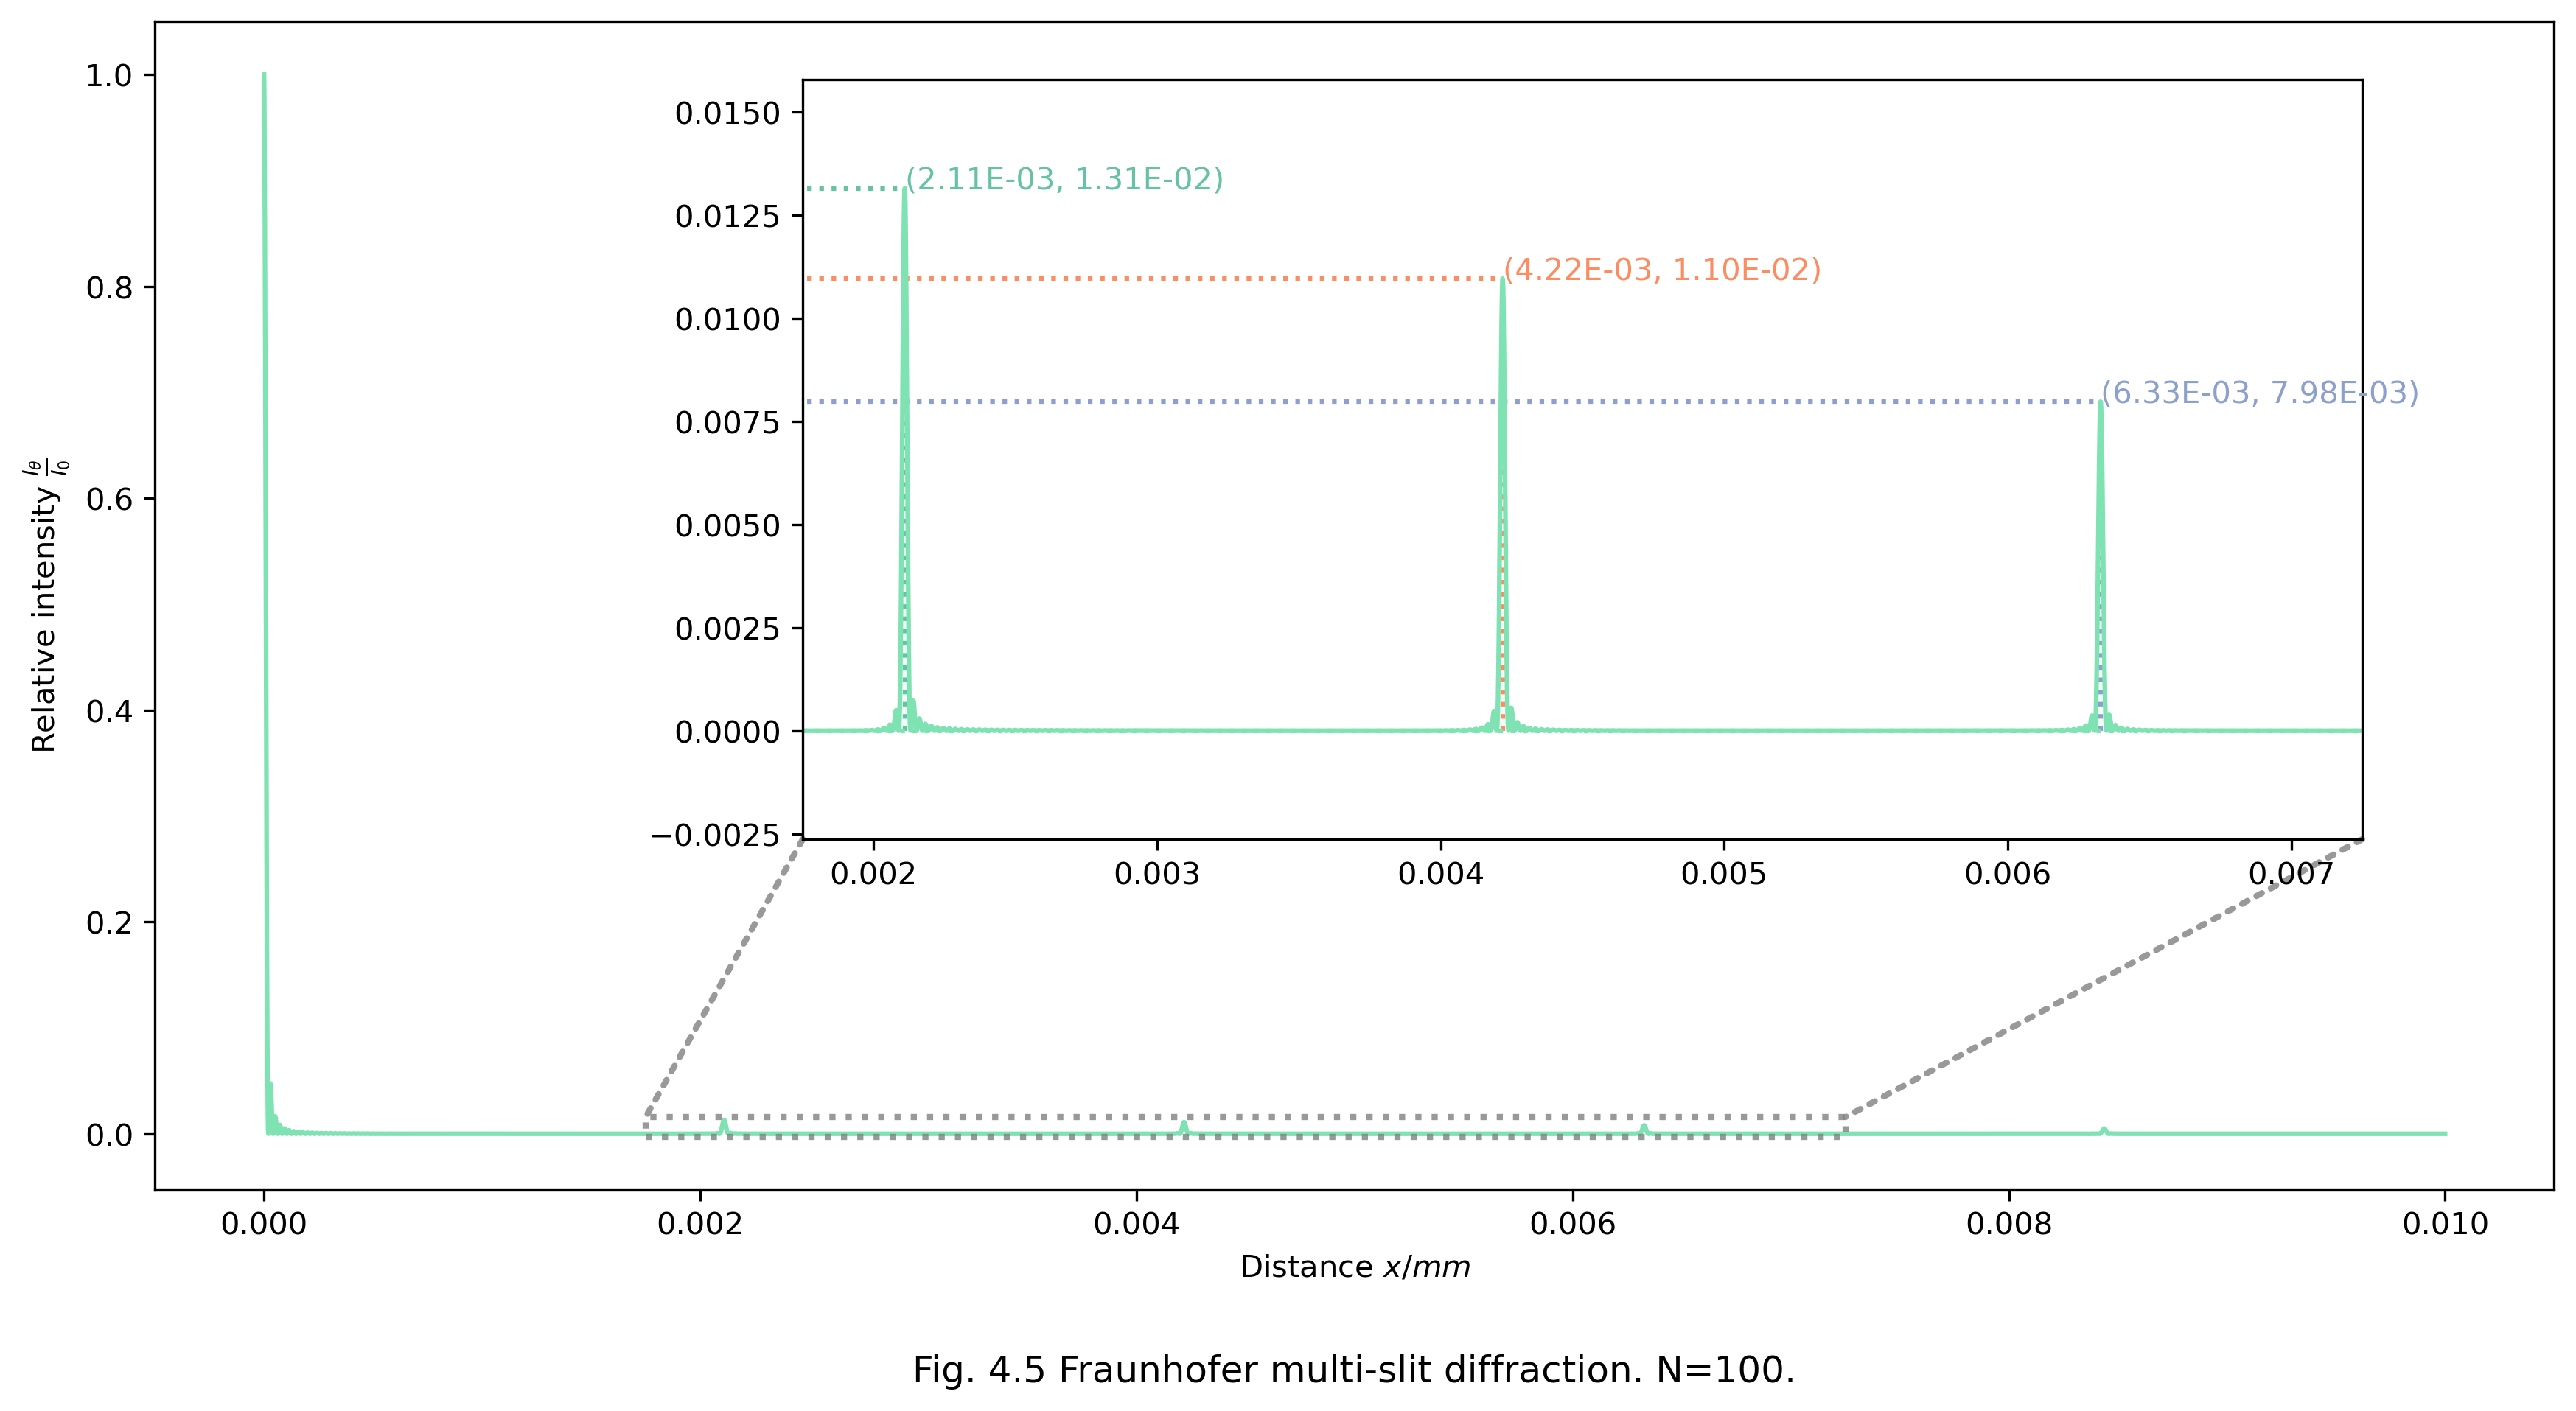 1.0
0.8
0.6
0.4
0.2
0.0
Relative intensity Iθ/I0
0.0150
0.0125
0.0100
0.0075
0.0050
0.0025
0.0000
−0.0025
(2.11E-03, 1.31E-02)
(4.22E-03, 1.10E-02)
(6.33E-03, 7.98E-03)
0.002 0.003 0.004 0.005 0.006 0.007
0.000 0.002 0.004 0.006 0.008 0.010
Distance x/mm
Fig. 4.5 Fraunhofer multi-slit diffraction. N=100.